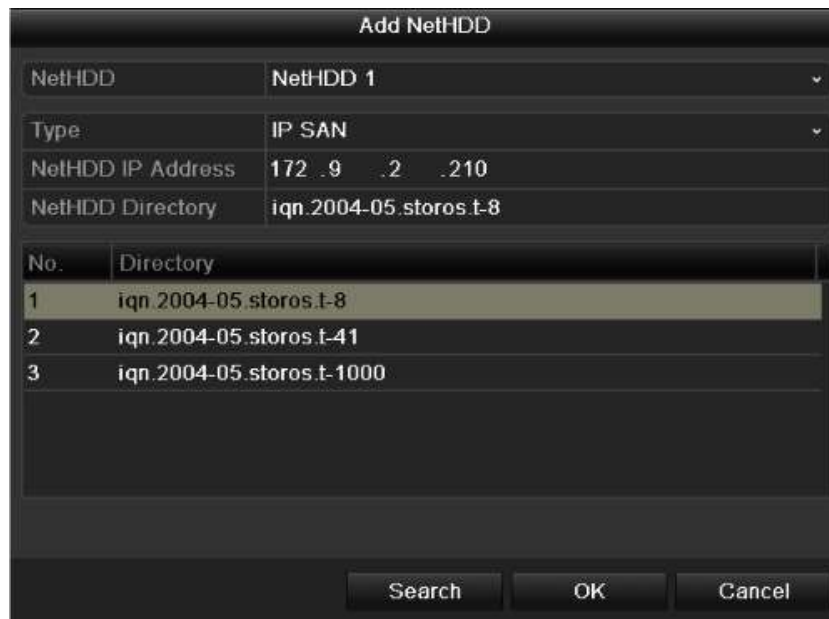 Add NetHDD
NetHDD NetHDD 1
Type IP SAN
NetHDD IP Address 172 .9 .2 .210
NetHDD Directory iqn.2004-05.storos.t-8
No. Directory
1 iqn.2004-05.storos.t-8
2 iqn.2004-05.storos.t-41
3 iqn.2004-05.storos.t-1000
Search OK Cancel